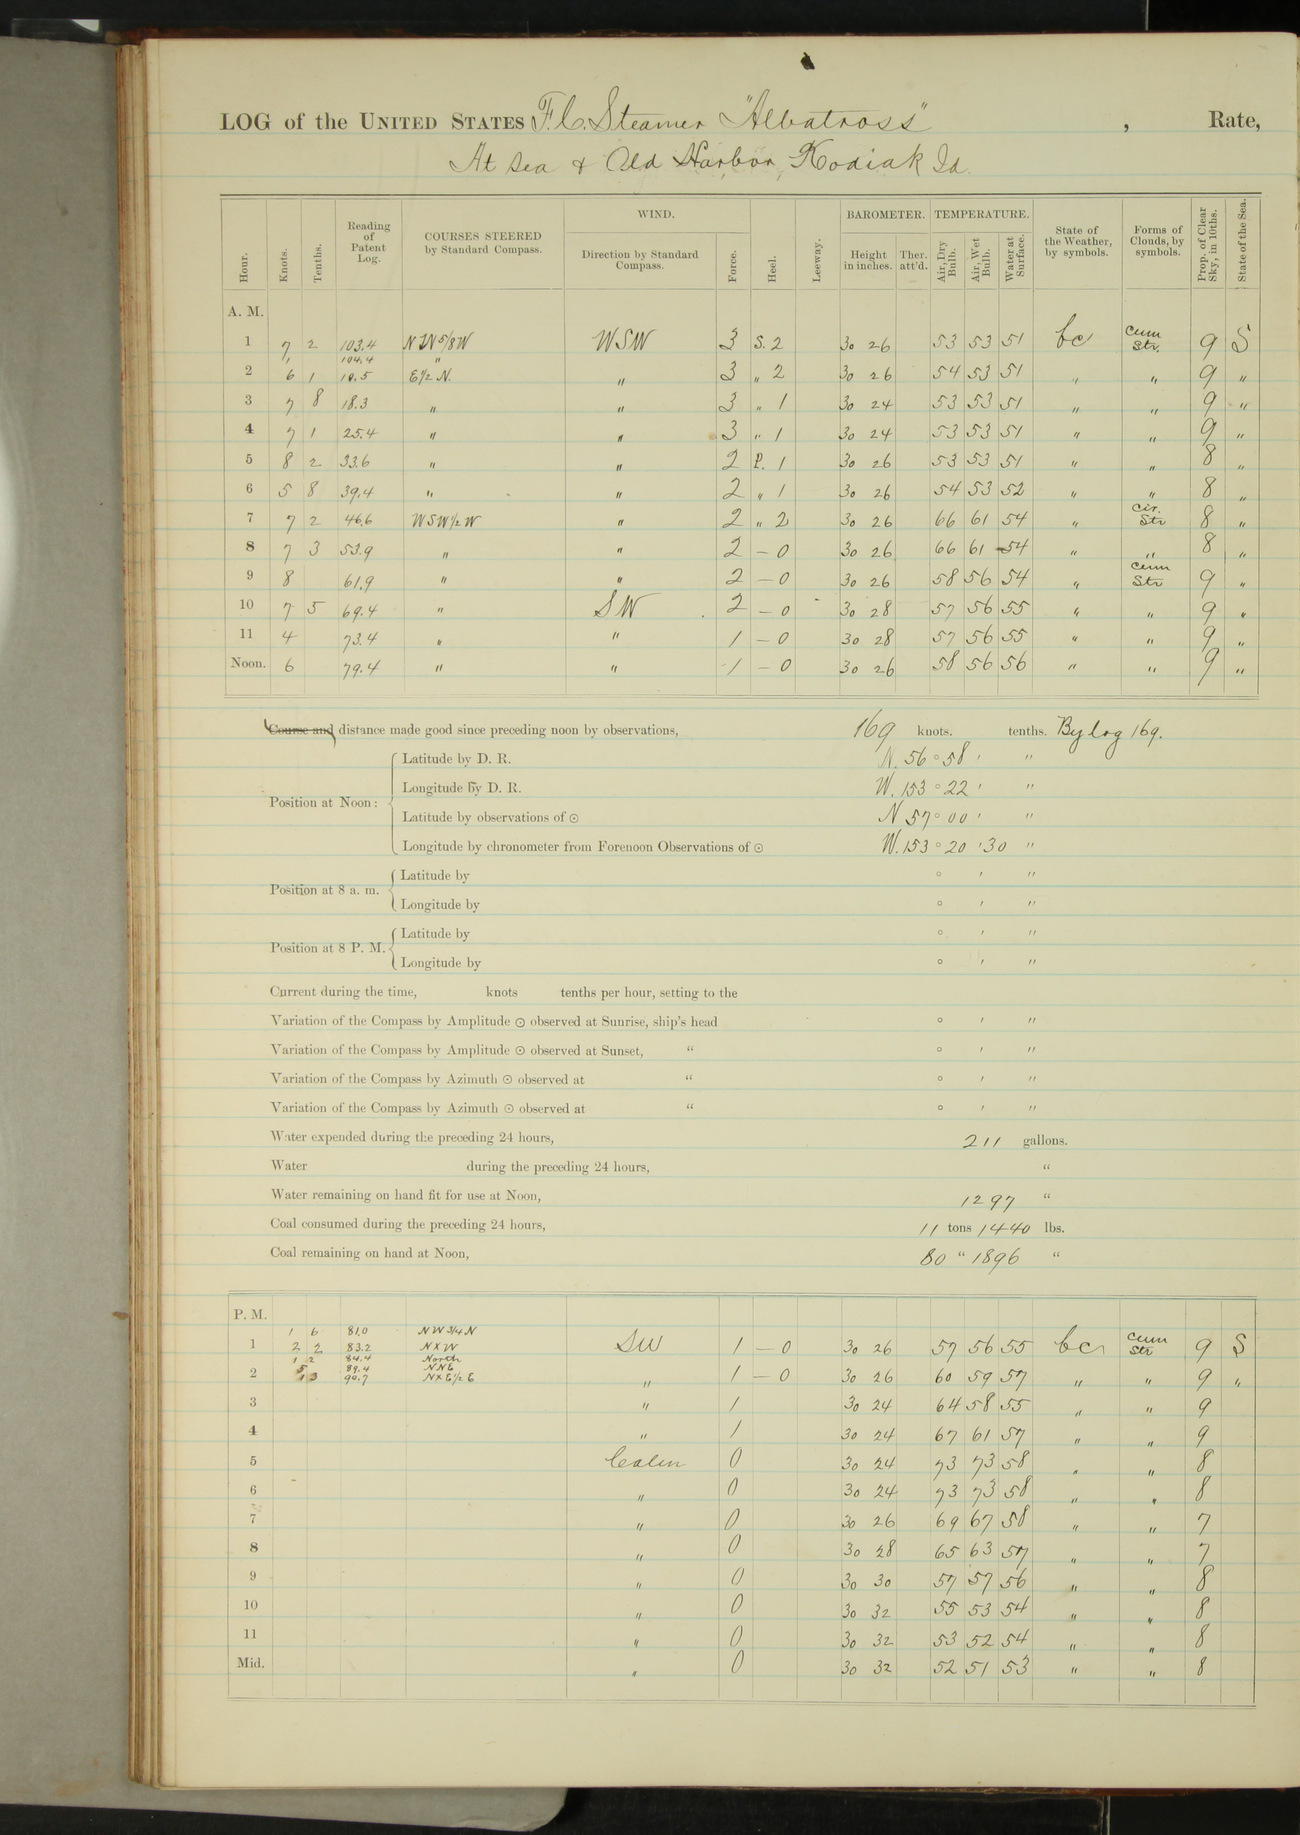 LOG of the UNITED STATES F.C. Steamer "Albatross", Rate,
At Sea & Old Harbor, Kodiak Id.
Hour. Knots. Tenths. Reading of Patent Log. COURSES STEERED by Standard Compass. WIND. Direction by Standard Compass. Force. Heel. Leeway. BAROMETER. Height in inches. Ther. att'd. TEMPERATURE. Air, Dry Bulb. Air, Wet Bulb. Water at Surface. State of the Weather, by symbols. Forms of Clouds, by symbols. Prop. of Clear Sky, in 10ths. State of the Sea.
A. M.
1 7 2 103.4 NW 5/8 W WSW 3 S. 2 30 26 53 53 51 bc Cum Str. 9 S
1 104.4 "
2 6 1 10.5 E 1/2 N. " 3 " 2 30 26 54 53 51 " " 9 "
3 7 8 18.3 " " 3 " 1 30 24 53 53 51 " " 9 "
4 7 1 25.4 " " 3 " 1 30 24 53 53 51 " " 9 "
5 8 2 33.6 " " 2 P. 1 30 26 53 53 51 " " 8 "
6 5 8 39.4 " " 2 " 1 30 26 54 53 52 " " 8 "
7 7 2 46.6 WSW 1/2 W " 2 " 2 30 26 66 61 54 " Cir. Str 8 "
8 7 3 53.9 " " 2 – 0 30 26 66 61 54 " " 8 "
9 8 61.9 " " 2 – 0 30 26 58 56 54 " Cum Str 9 "
10 7 5 69.4 " SW 2 – 0 30 28 57 56 55 " " 9 "
11 4 73.4 " " 1 – 0 30 28 57 56 55 " " 9 "
Noon. 6 79.4 " " 1 – 0 30 26 58 56 56 " " 9 "
Course and distance made good since preceding noon by observations, 169 knots. tenths. By log 169.
Position at Noon:
Latitude by D. R. N. 56 ° 58 ' "
Longitude by D. R. W. 153 ° 22 ' "
Latitude by observations of ⊙ N 57 ° 00 ' "
Longitude by chronometer from Forenoon Observations of ⊙ W. 153 ° 20 ' 30 "
Position at 8 a. m.
Latitude by ° ' "
Longitude by ° ' "
Position at 8 P. M.
Latitude by ° ' "
Longitude by ° ' "
Current during the time, knots tenths per hour, setting to the
Variation of the Compass by Amplitude ⊙ observed at Sunrise, ship's head ° ' "
Variation of the Compass by Amplitude ⊙ observed at Sunset, " ° ' "
Variation of the Compass by Azimuth ⊙ observed at " ° ' "
Variation of the Compass by Azimuth ⊙ observed at " ° ' "
Water expended during the preceding 24 hours, 211 gallons.
Water during the preceding 24 hours, "
Water remaining on hand fit for use at Noon, 1297 "
Coal consumed during the preceding 24 hours, 11 tons 1440 lbs.
Coal remaining on hand at Noon, 80 " 1896 "
P. M.
1 6 81.0 NW 3/4 N
1 2 2 83.2 NxW SW 1 – 0 30 26 57 56 55 bc Cum Str 9 S
1 2 84.4 North
5 89.4 NNE
2 1 3 90.7 NxE 1/2 E " 1 – 0 30 26 60 59 57 " " 9 "
3 " 1 30 24 64 58 55 " " 9
4 " 1 30 24 67 61 57 " " 9
5 Calm 0 30 24 73 73 58 " " 8
6 " 0 30 24 73 73 58 " " 8
7 " 0 30 26 69 67 58 " " 7
8 " 0 30 28 65 63 57 " " 7
9 " 0 30 30 57 57 56 " " 8
10 " 0 30 32 55 53 54 " " 8
11 " 0 30 32 53 52 54 " " 8
Mid. " 0 30 32 52 51 53 " " 8